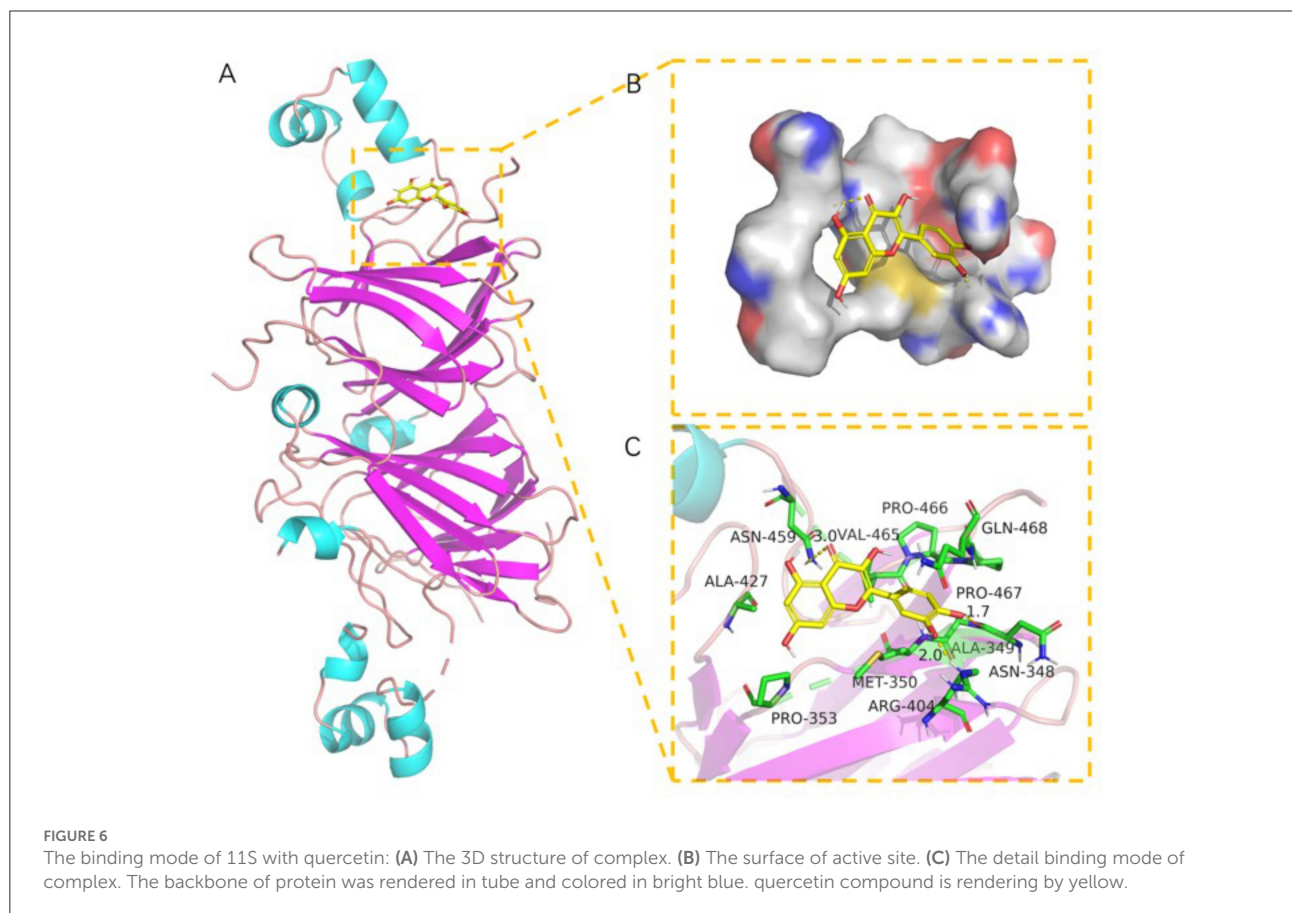 A
B
C
PRO-466
GLN-468
ASN-459
3.0
VAL-465
ALA-427
PRO-467
1.7
ALA-349
2.0
ASN-348
MET-350
ARG-404
PRO-353
FIGURE 6
The binding mode of 11S with quercetin: (A) The 3D structure of complex. (B) The surface of active site. (C) The detail binding mode of
complex. The backbone of protein was rendered in tube and colored in bright blue. quercetin compound is rendering by yellow.